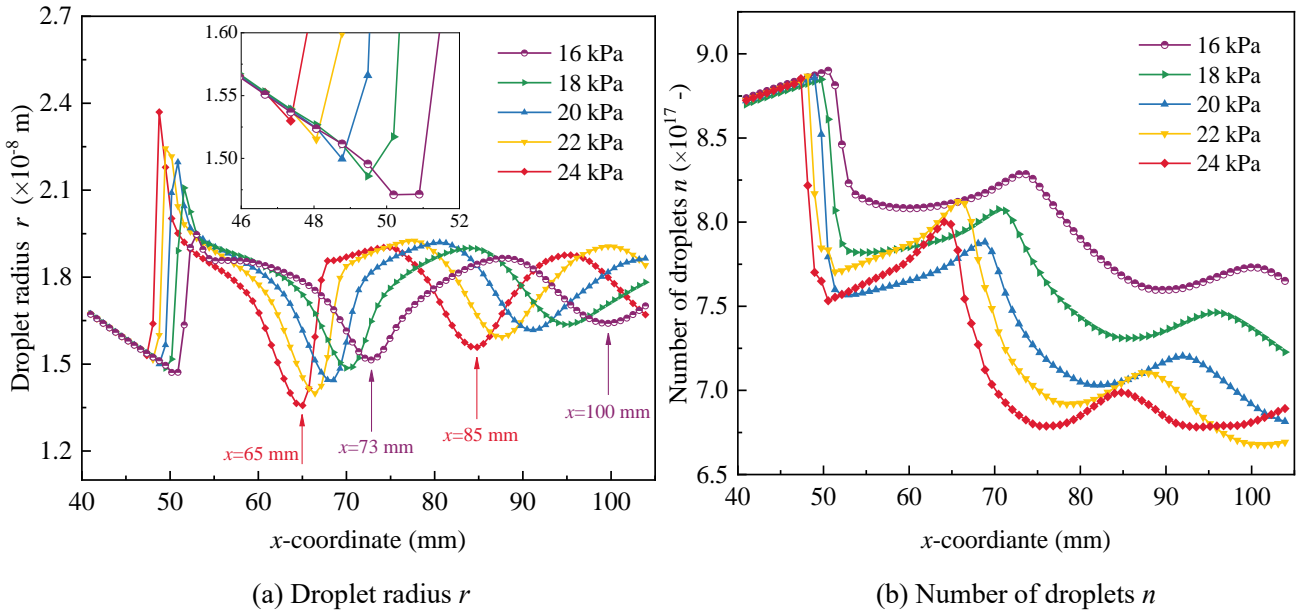 2.7
2.4
2.1
1.8
1.5
1.2
Droplet radius r (×10-8 m)
1.60
1.55
1.50
46 48 50 52
16 kPa
18 kPa
20 kPa
22 kPa
24 kPa
x=65 mm
x=73 mm
x=85 mm
x=100 mm
40 50 60 70 80 90 100
x-coordinate (mm)
(a) Droplet radius r
9.0
8.5
8.0
7.5
7.0
6.5
Number of droplets n (×1017 -)
16 kPa
18 kPa
20 kPa
22 kPa
24 kPa
40 50 60 70 80 90 100
x-coordiante (mm)
(b) Number of droplets n